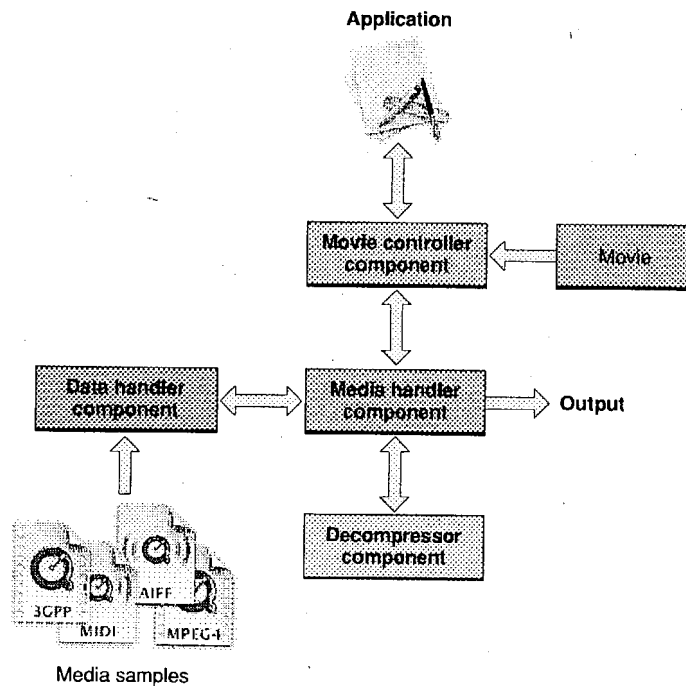 Application
Movie controller
component
Movie
Data handler
component
Media handler
component
Output
Decompressor
component
3GPP
MIDI
AIFF
MPEG-4
Media samples